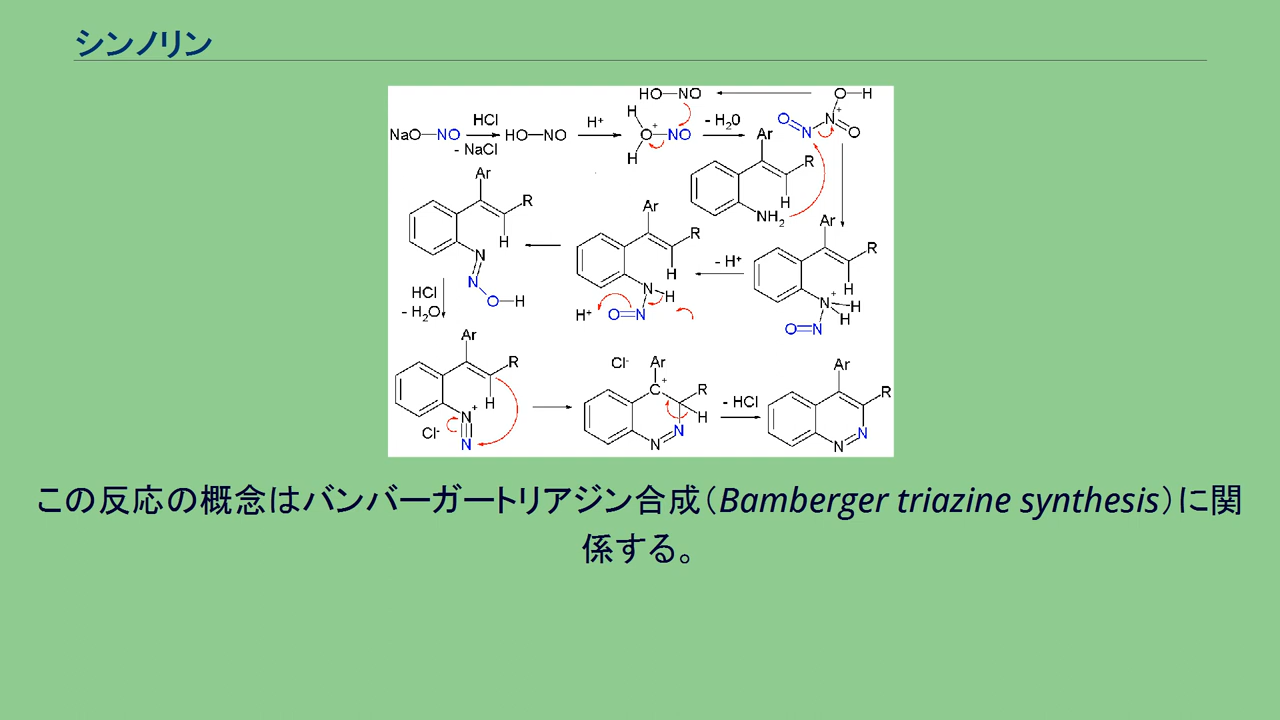 シンノリン
HO—NO
O—H
NaO—NO
HCl
- NaCl
HO—NO
H+
H
O+—NO
H
- H2O
O=N—N+=O
Ar
R
H
NH2
Ar
R
H
N
N
O—H
Ar
R
H
N—H
O=N
H+
- H+
Ar
R
H
N+
H
H
O=N
HCl
- H2O
Ar
R
H
N+
N
Cl-
Cl-
Ar
C+
R
H
N
N
- HCl
Ar
R
N
N
この反応の概念はバンバーガートリアジン合成（Bamberger triazine synthesis）に関
係する。